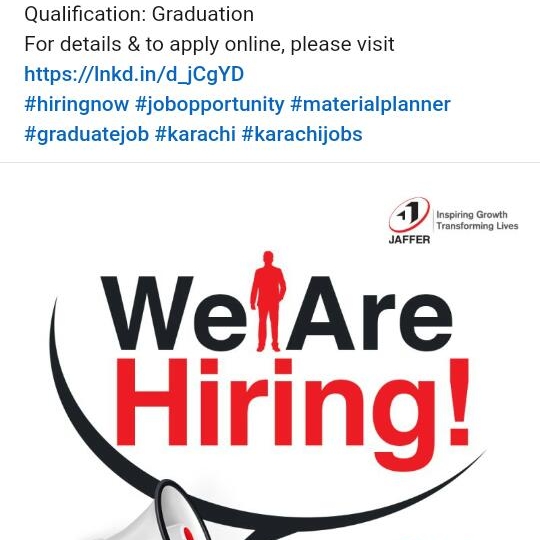 Qualification: Graduation
For details & to apply online, please visit
https://lnkd.in/d_jCgYD
#hiringnow #jobopportunity #materialplanner
#graduatejob #karachi #karachijobs
Inspiring Growth
Transforming Lives
JAFFER
We Are
Hiring!